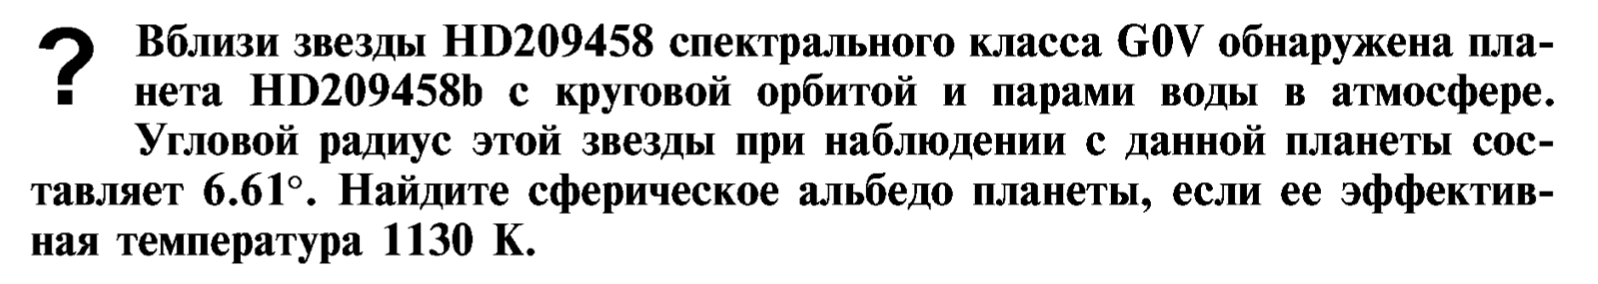 ? Вблизи звезды HD209458 спектрального класса G0V обнаружена пла-
нета HD209458b с круговой орбитой и парами воды в атмосфере.
Угловой радиус этой звезды при наблюдении с данной планеты сос-
тавляет 6.61°. Найдите сферическое альбедо планеты, если ее эффектив-
ная температура 1130 К.